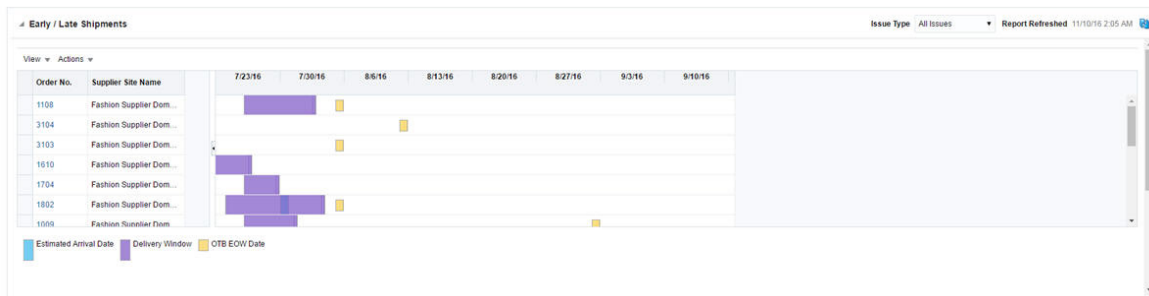 Early / Late Shipments Issue Type All Issues Report Refreshed 11/10/16 2:05 AM
View Actions
Order No. Supplier Site Name 7/23/16 7/30/16 8/6/16 8/13/16 8/20/16 8/27/16 9/3/16 9/10/16
1108 Fashion Supplier Dom...
3104 Fashion Supplier Dom...
3103 Fashion Supplier Dom...
1610 Fashion Supplier Dom...
1704 Fashion Supplier Dom...
1802 Fashion Supplier Dom...
1009 Fashion Supplier Dom
Estimated Arrival Date Delivery Window OTB EOW Date